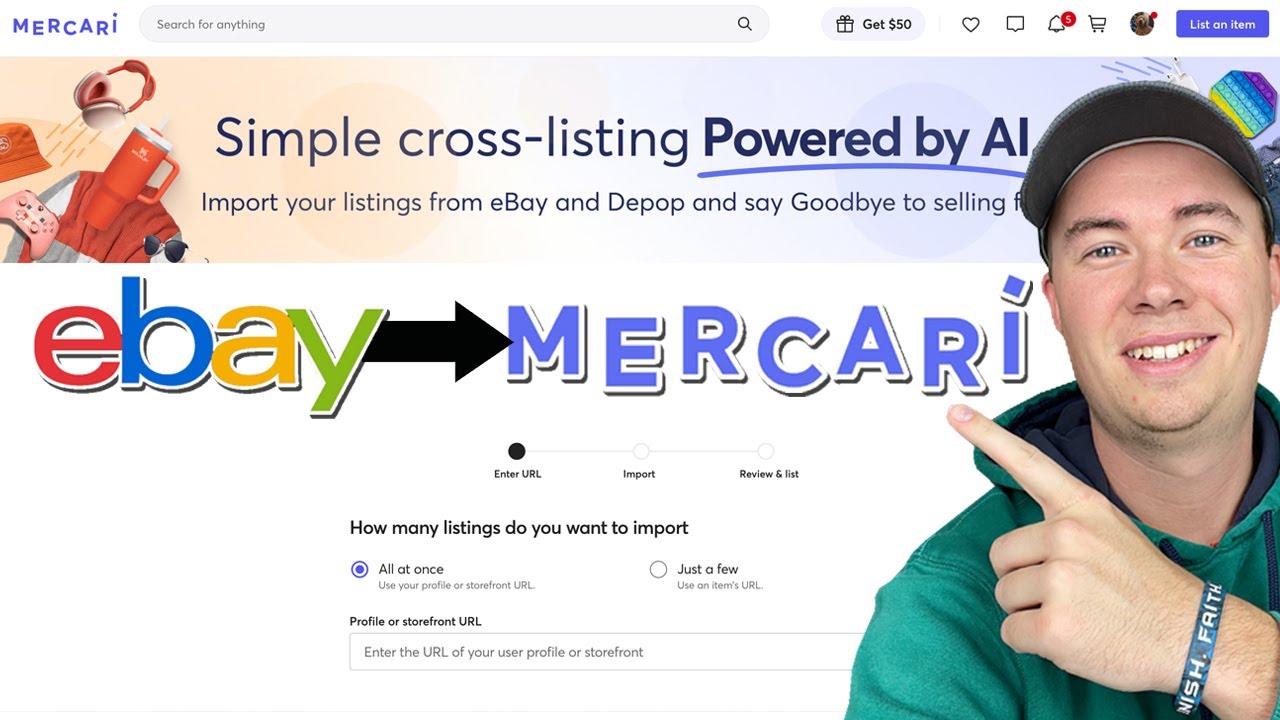 MERCARI
Search for anything
Get $50
5
List an item
Simple cross-listing Powered by AI
Import your listings from eBay and Depop and say Goodbye to selling
ebay
MERCARI
Enter URL
Import
Review & list
How many listings do you want to import
All at once
Just a few
Use your profile or storefront URL.
Use an item's URL.
Profile or storefront URL
Enter the URL of your user profile or storefront
NISH. FAITH